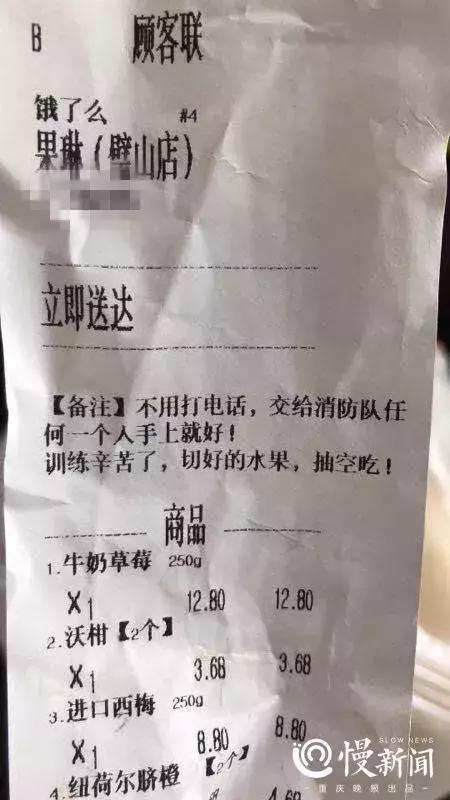 B 顾客联
饿了么 #4
果琳（璧山店）
立即送达
【备注】不用打电话，交给消防队任
何一个人手上就好！
训练辛苦了，切好的水果，抽空吃！
商品
1.牛奶草莓 250g
X1 12.80 12.80
2.沃柑【2个】
X1 3.68 3.68
3.进口西梅 250g
X1 8.80 8.80
4.纽荷尔脐橙【2个】
SLOW NEWS
慢新闻
重庆晚报出品